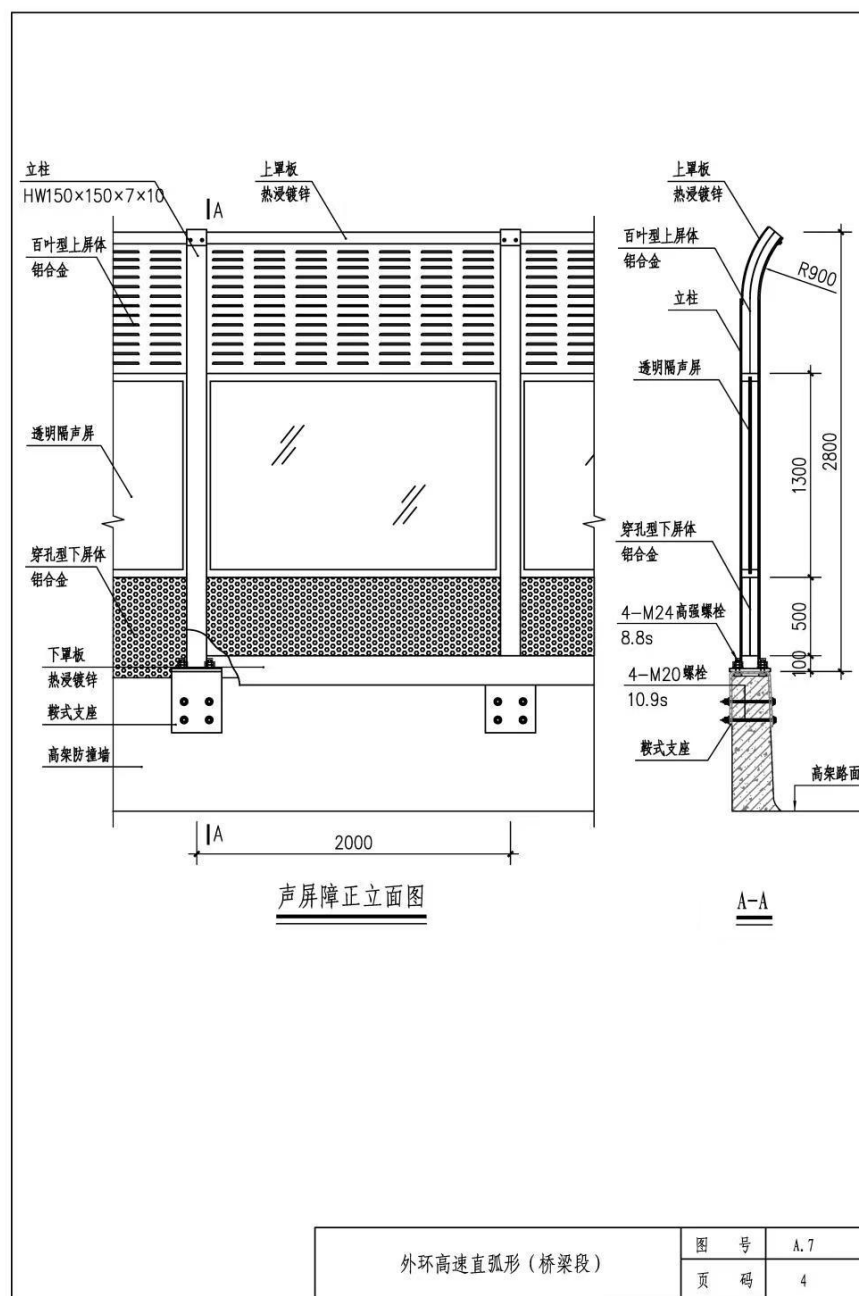 立柱
HW150×150×7×10
A
上罩板
热浸镀锌
百叶型上屏体
铝合金
透明隔声屏
穿孔型下屏体
铝合金
下罩板
热浸镀锌
鞍式支座
高架防撞墙
A
2000
声屏障正立面图
上罩板
热浸镀锌
百叶型上屏体
铝合金
R900
立柱
透明隔声屏
1300
2800
穿孔型下屏体
铝合金
500
4-M24高强螺栓
8.8s
100
4-M20螺栓
10.9s
鞍式支座
高架路面
A-A
外环高速直弧形（桥梁段）
图 号
A.7
页 码
4